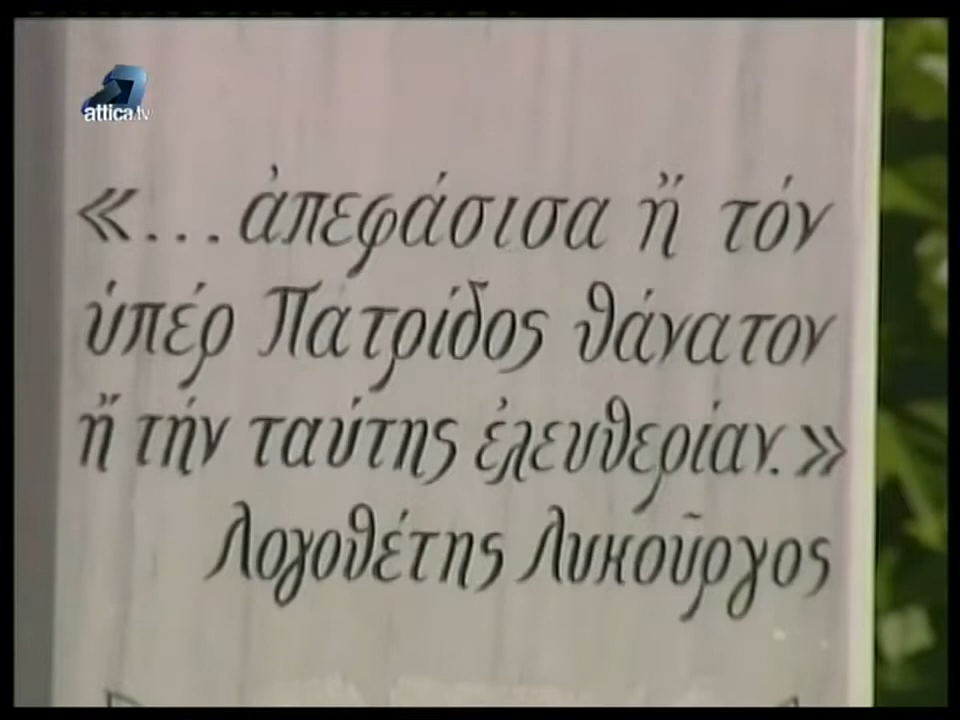 attica.tv
«...ἀπεφάσισα ἤ τόν
ὑπέρ Πατρίδος θάνατον
ἤ τήν ταύτης ἐλευθερίαν.»
Λογοθέτης Λυκοῦργος